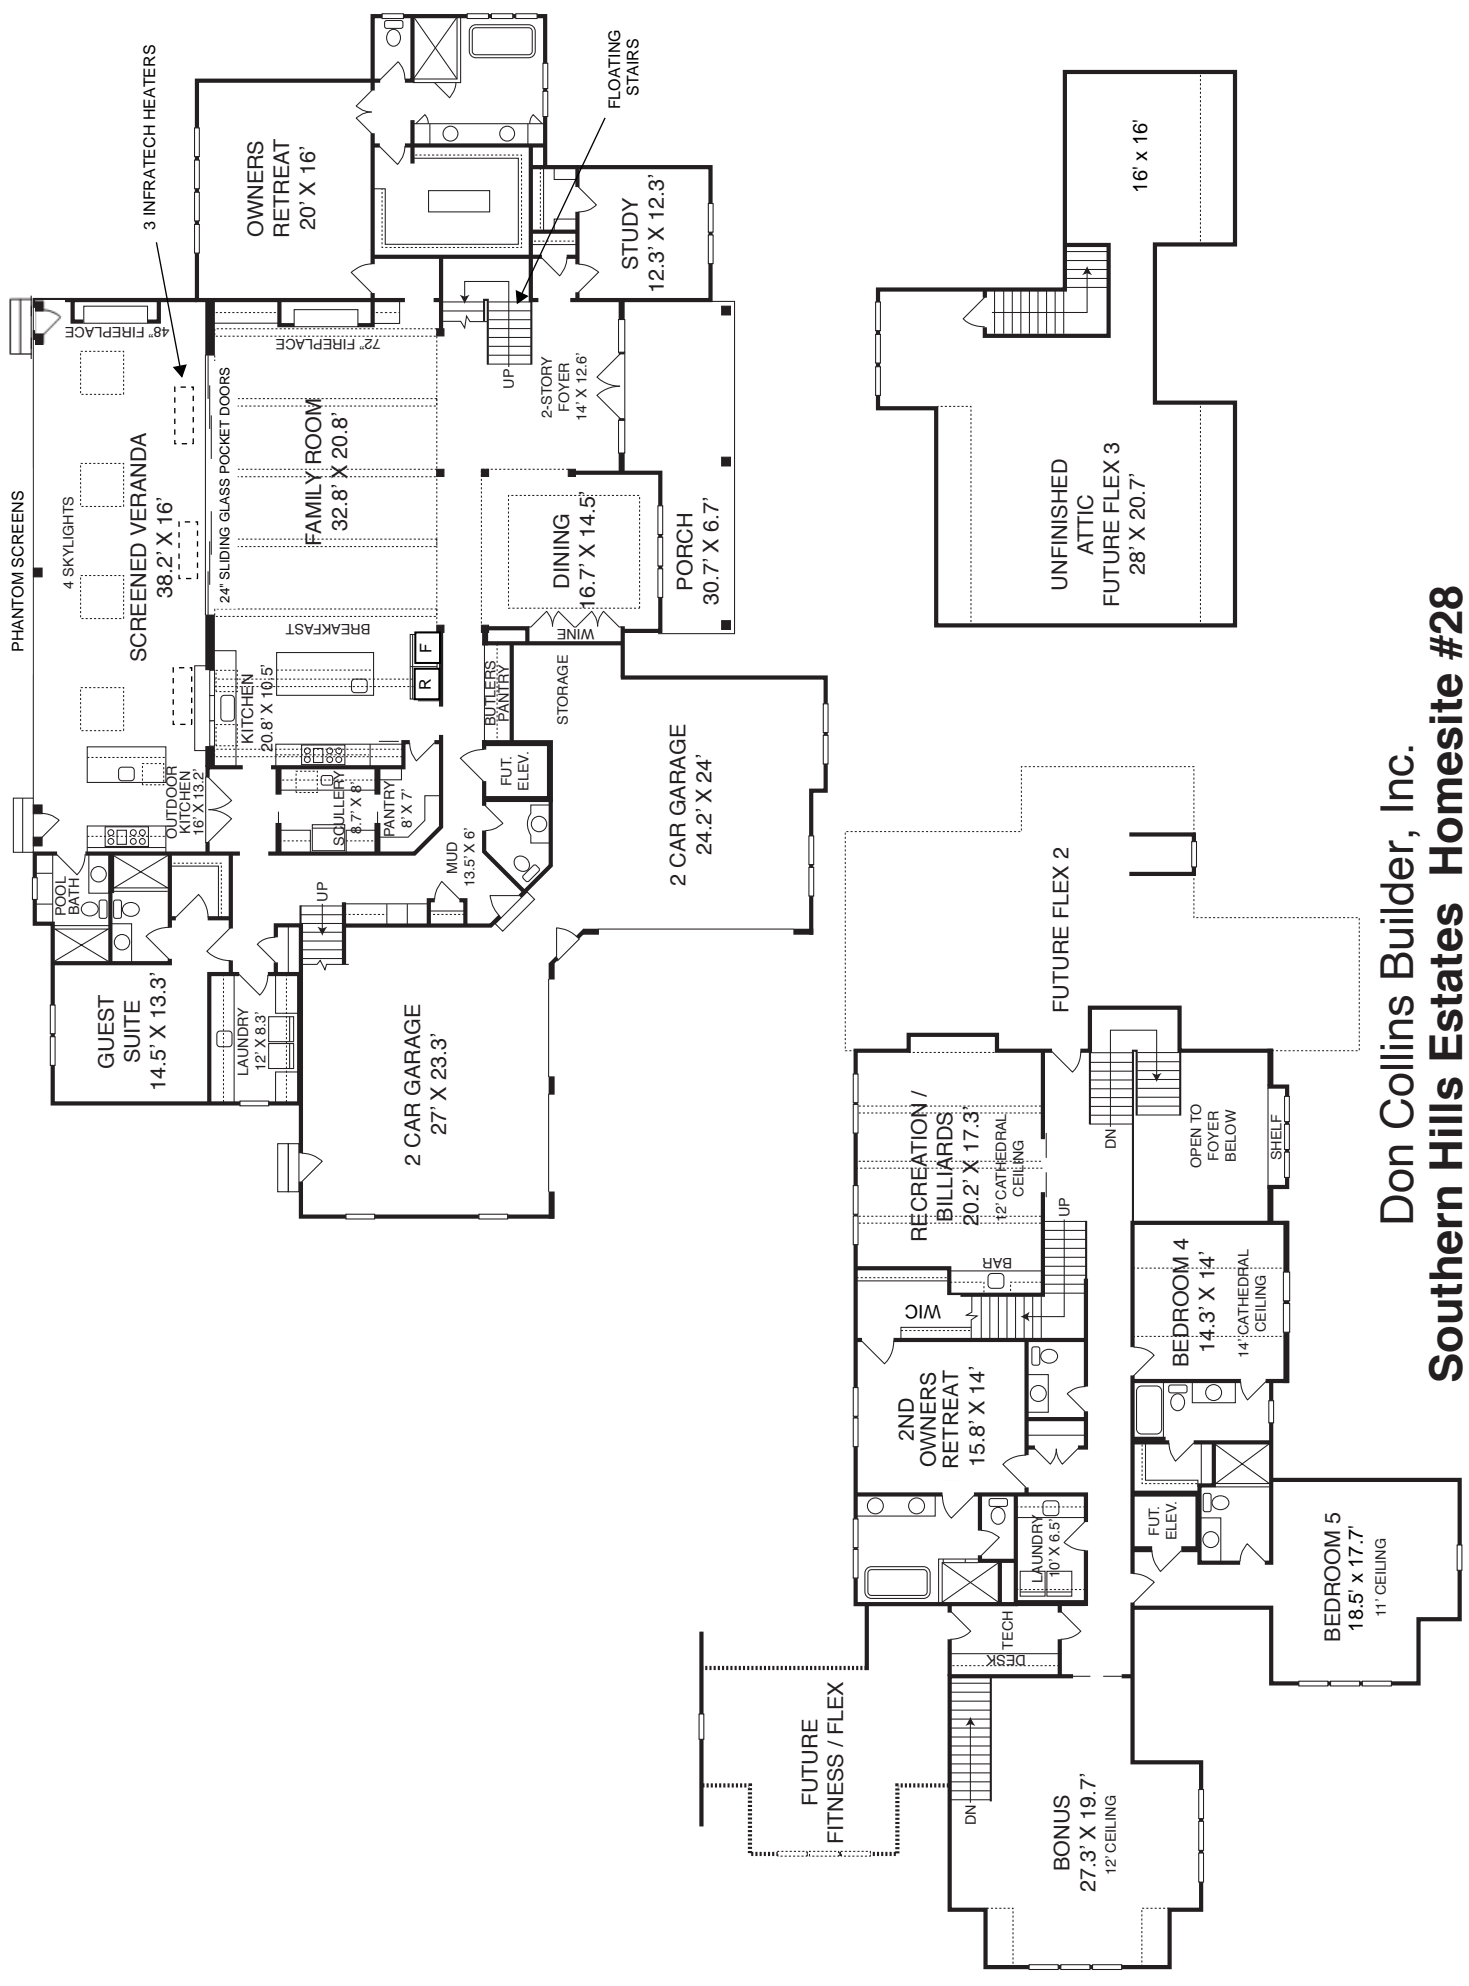 PHANTOM SCREENS
4 SKYLIGHTS
SCREENED VERANDA
38.2' X 16'
3 INFRATECH HEATERS
48" FIREPLACE
24" SLIDING GLASS POCKET DOORS
OUTDOOR
KITCHEN
16' X 13.2'
OWNERS
RETREAT
20' X 16'
FLOATING
STAIRS
72" FIREPLACE
FAMILY ROOM
32.8' X 20.8'
BREAKFAST
KITCHEN
20.8' X 10.5'
R
F
SCULLERY
8.7' X 8'
PANTRY
8' X 7'
POOL
BATH
GUEST
SUITE
14.5' X 13.3'
LAUNDRY
12' X 8.3'
UP
MUD
13.5' X 6'
FUT.
ELEV.
BUTLERS
PANTRY
STORAGE
WINE
DINING
16.7' X 14.5'
UP
2-STORY
FOYER
14' X 12.6'
STUDY
12.3' X 12.3'
PORCH
30.7' X 6.7'
2 CAR GARAGE
24.2' X 24'
2 CAR GARAGE
27' X 23.3'
16' x 16'
UNFINISHED
ATTIC
FUTURE FLEX 3
28' X 20.7'
FUTURE FLEX 2
RECREATION /
BILLIARDS
20.2' X 17.3'
12' CATHEDRAL
CEILING
BAR
WIC
UP
DN
OPEN TO
FOYER
BELOW
SHELF
2ND
OWNERS
RETREAT
15.8' X 14'
BEDROOM 4
14.3' X 14'
14' CATHEDRAL
CEILING
LAUNDRY
10' X 6.5'
FUT.
ELEV.
BEDROOM 5
18.5' x 17.7'
11' CEILING
TECH
DESK
FUTURE
FITNESS / FLEX
DN
BONUS
27.3' X 19.7'
12' CEILING
Don Collins Builder, Inc.
Southern Hills Estates Homesite #28